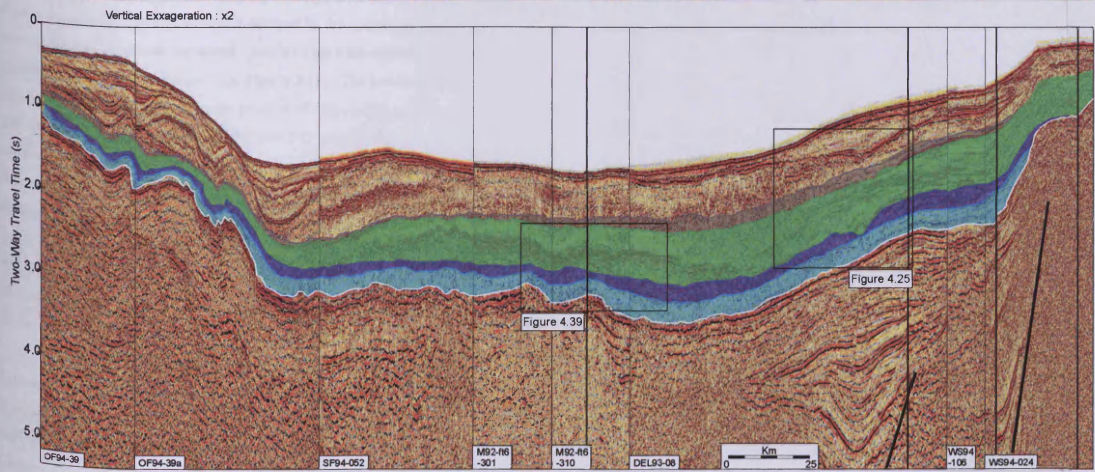 Vertical Exxageration : x2
0
1.0
2.0
3.0
4.0
5.0
Two-Way Travel Time (s)
Figure 4.39
Figure 4.25
OF94-39
OF94-39a
SF94-052
M92-ft6
-301
M92-ft6
-310
DEL93-08
Km
0 25
WS94
-106
WS94-024